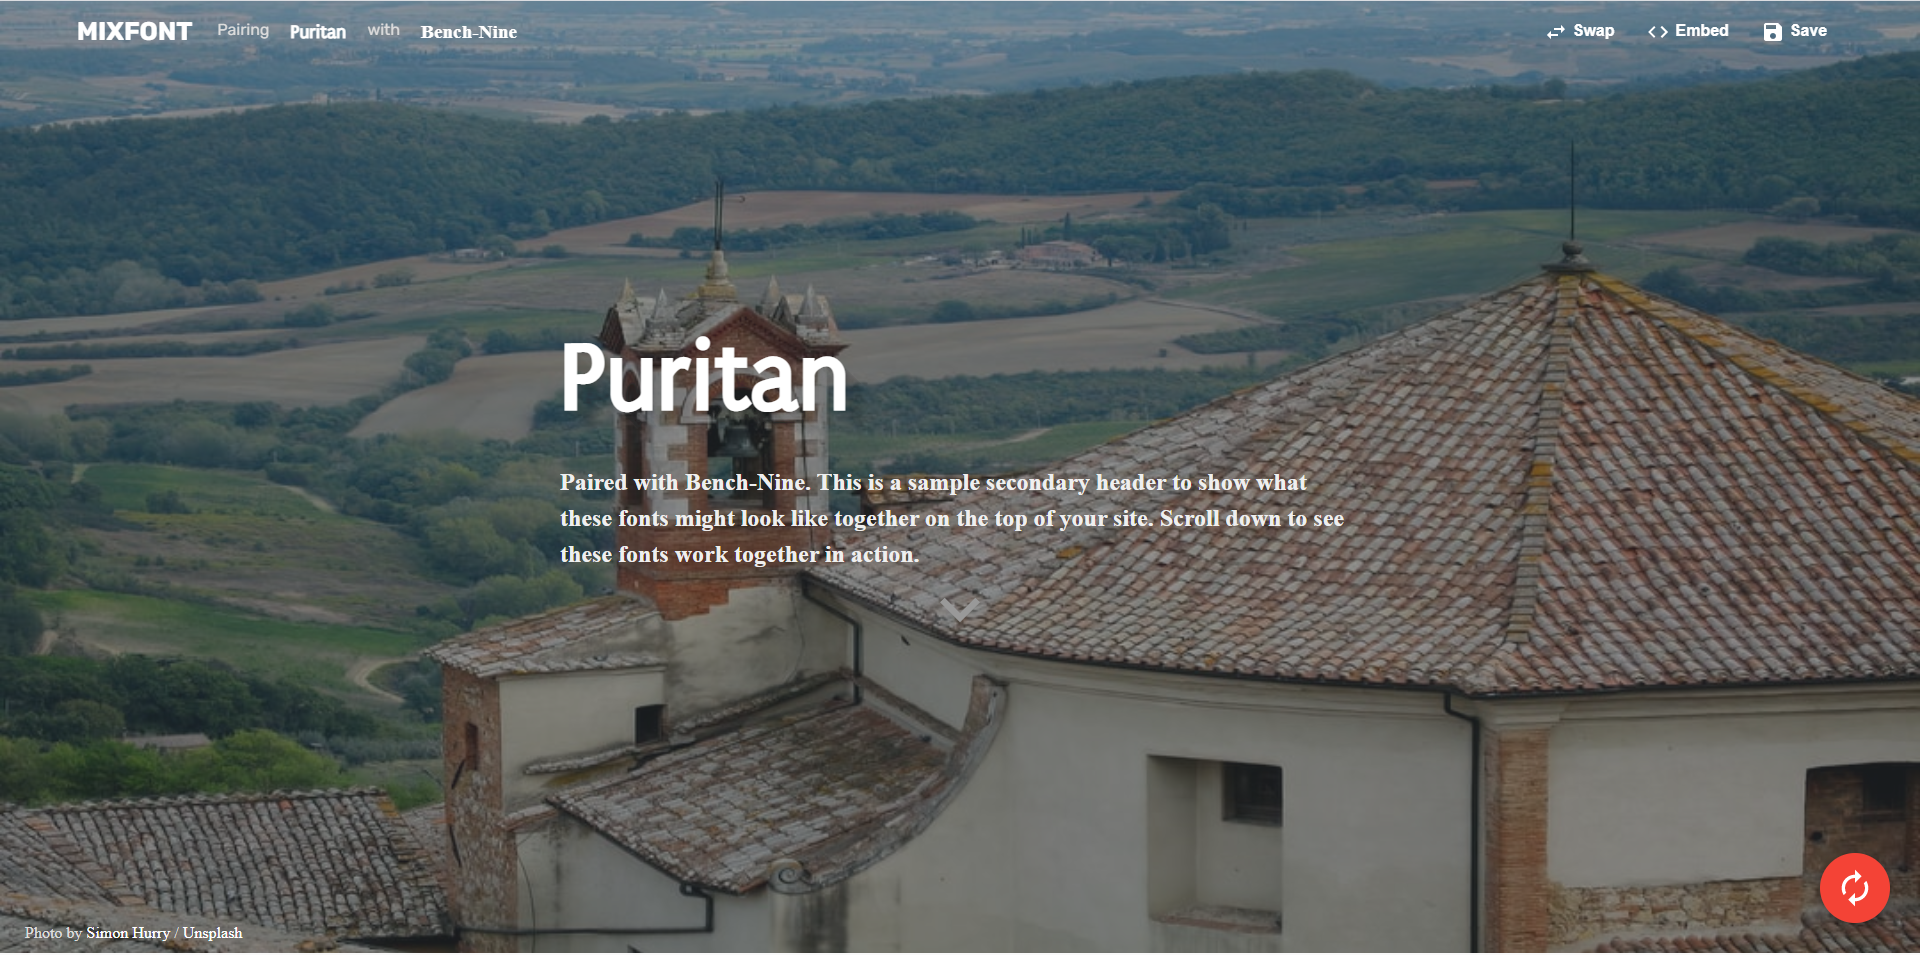 MIXFONT Pairing Puritan with Bench-Nine Swap Embed Save
Puritan
Paired with Bench-Nine. This is a sample secondary header to show what
these fonts might look like together on the top of your site. Scroll down to see
these fonts work together in action.
Photo by Simon Hurry / Unsplash